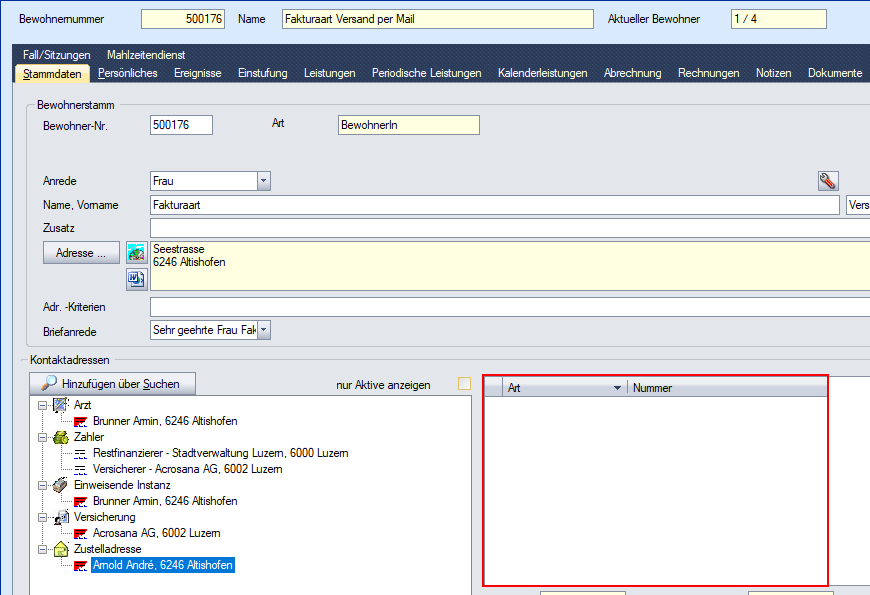 Bewohnernummer 500176 Name Fakturaart Versand per Mail Aktueller Bewohner 1 / 4
Fall/Sitzungen Mahlzeitendienst
Stammdaten Persönliches Ereignisse Einstufung Leistungen Periodische Leistungen Kalenderleistungen Abrechnung Rechnungen Notizen Dokumente
Bewohnerstamm
Bewohner-Nr. 500176 Art BewohnerIn
Anrede Frau
Name, Vorname Fakturaart Vers
Zusatz
Adresse ... Seestrasse
6246 Altishofen
Adr. -Kriterien
Briefanrede Sehr geehrte Frau Fak
Kontaktadressen
Hinzufügen über Suchen nur Aktive anzeigen Art Nummer
Arzt
Brunner Armin, 6246 Altishofen
Zahler
Restfinanzierer - Stadtverwaltung Luzern, 6000 Luzern
Versicherer - Acrosana AG, 6002 Luzern
Einweisende Instanz
Brunner Armin, 6246 Altishofen
Versicherung
Acrosana AG, 6002 Luzern
Zustelladresse
Arnold André, 6246 Altishofen